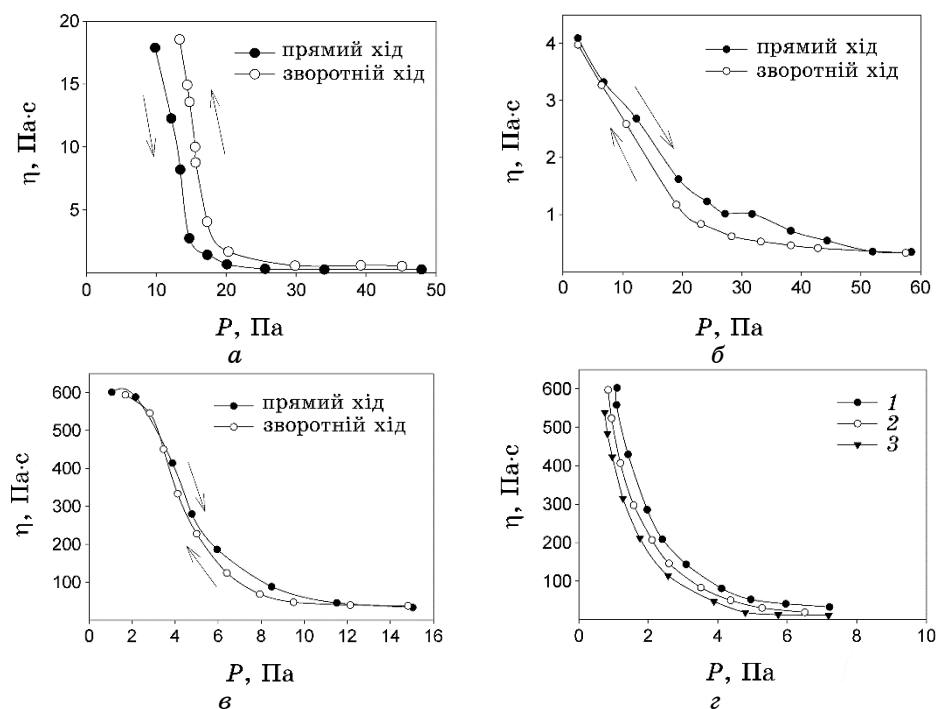 20
15
10
5
η, Па·с
прямий хід
зворотній хід
0
10
20
30
40
50
P, Па
а
4
3
2
1
η, Па·с
прямий хід
зворотній хід
0
10
20
30
40
50
60
P, Па
б
600
500
400
300
200
100
η, Па·с
прямий хід
зворотній хід
0
2
4
6
8
10
12
14
16
P, Па
в
600
500
400
300
200
100
η, Па·с
1
2
3
0
2
4
6
8
10
P, Па
г